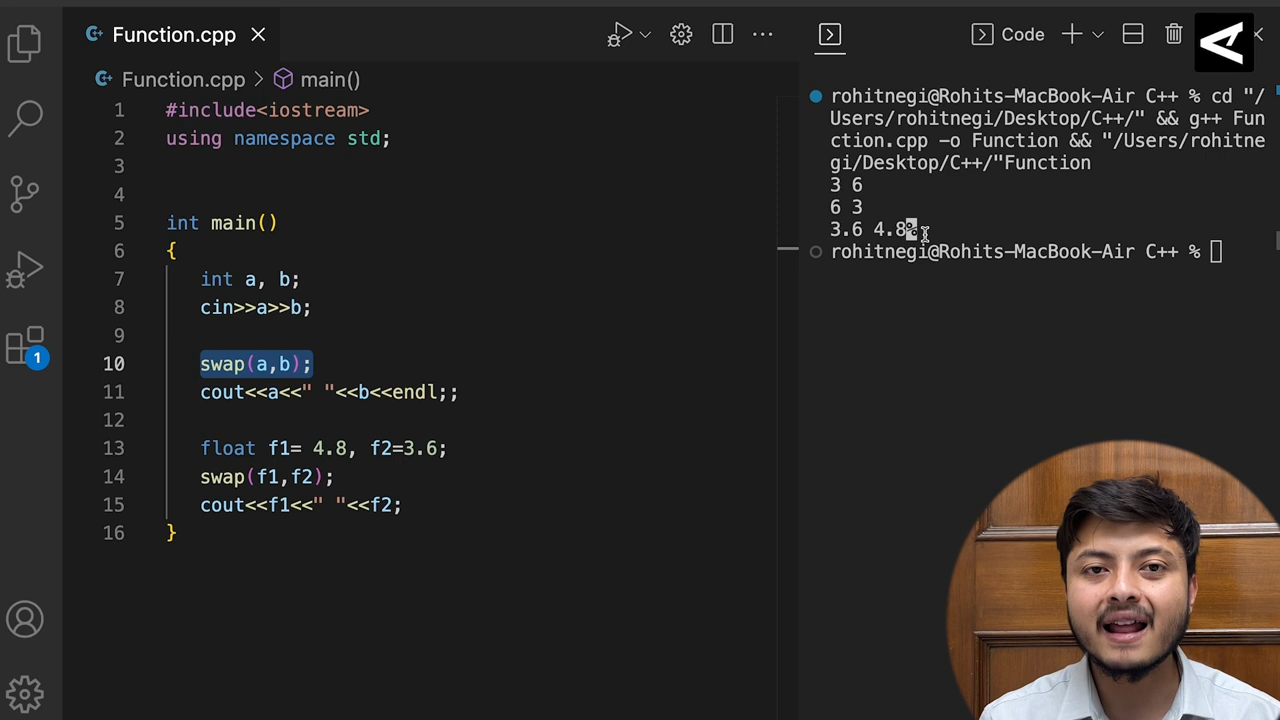 Function.cpp
Code
Function.cpp > main()
1 #include<iostream>
2 using namespace std;
3
4
5 int main()
6 {
7 int a, b;
8 cin>>a>>b;
9
10 swap(a,b);
11 cout<<a<<" "<<b<<endl;;
12
13 float f1= 4.8, f2=3.6;
14 swap(f1,f2);
15 cout<<f1<<" "<<f2;
16 }
1
rohitnegi@Rohits-MacBook-Air C++ % cd "/
Users/rohitnegi/Desktop/C++/" && g++ Fun
ction.cpp -o Function && "/Users/rohitne
gi/Desktop/C++/"Function
3 6
6 3
3.6 4.8%
rohitnegi@Rohits-MacBook-Air C++ %